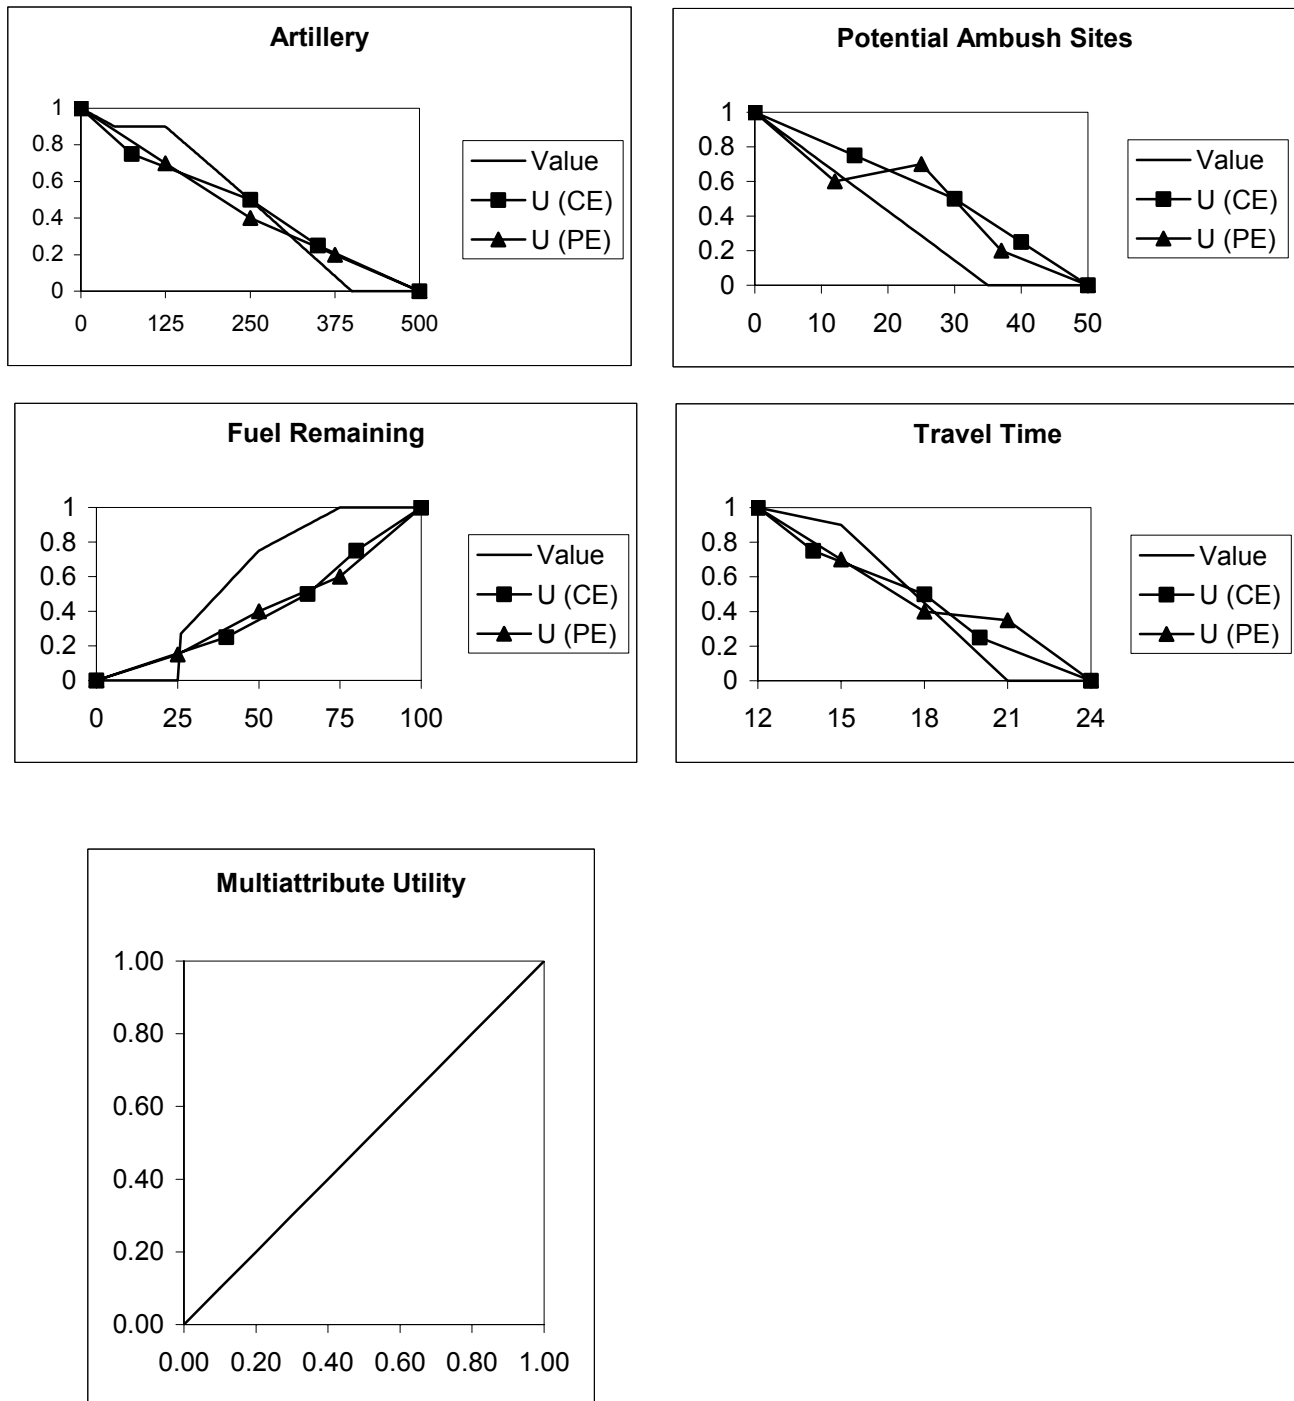 Artillery
1
0.8
0.6
0.4
0.2
0
0 125 250 375 500
Value
U (CE)
U (PE)
Potential Ambush Sites
1
0.8
0.6
0.4
0.2
0
0 10 20 30 40 50
Value
U (CE)
U (PE)
Fuel Remaining
1
0.8
0.6
0.4
0.2
0
0 25 50 75 100
Value
U (CE)
U (PE)
Travel Time
1
0.8
0.6
0.4
0.2
0
12 15 18 21 24
Value
U (CE)
U (PE)
Multiattribute Utility
1.00
0.80
0.60
0.40
0.20
0.00
0.00 0.20 0.40 0.60 0.80 1.00